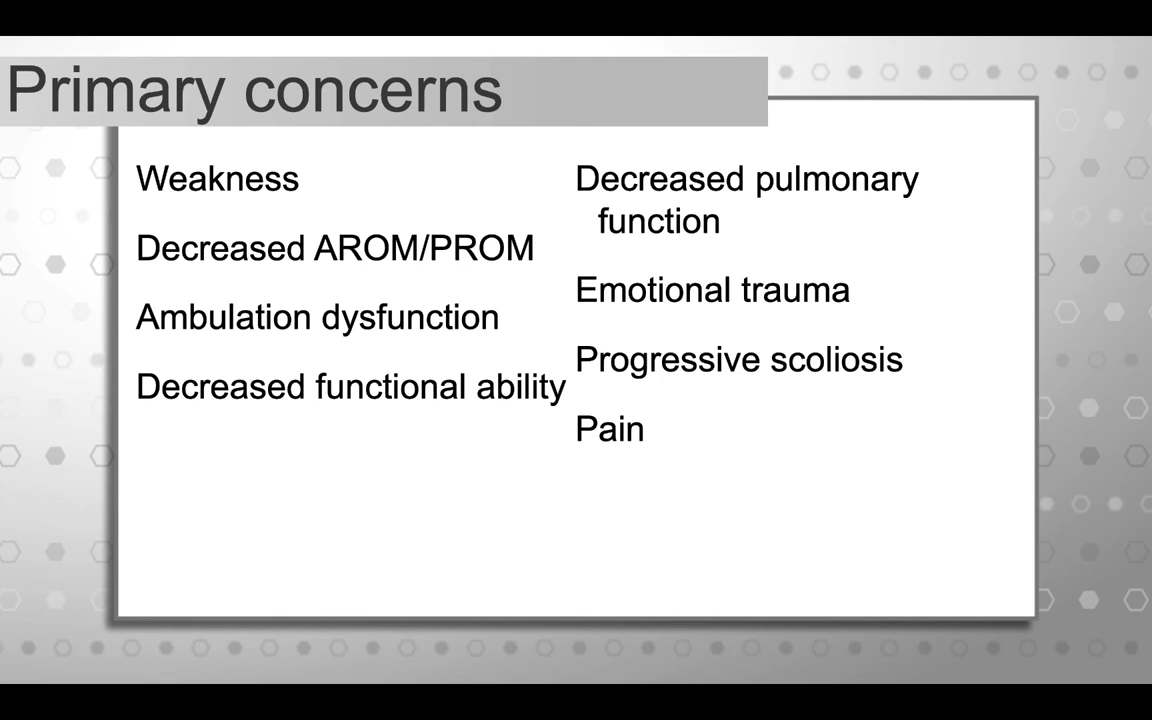 Primary concerns
Weakness
Decreased AROM/PROM
Ambulation dysfunction
Decreased functional ability
Decreased pulmonary
function
Emotional trauma
Progressive scoliosis
Pain